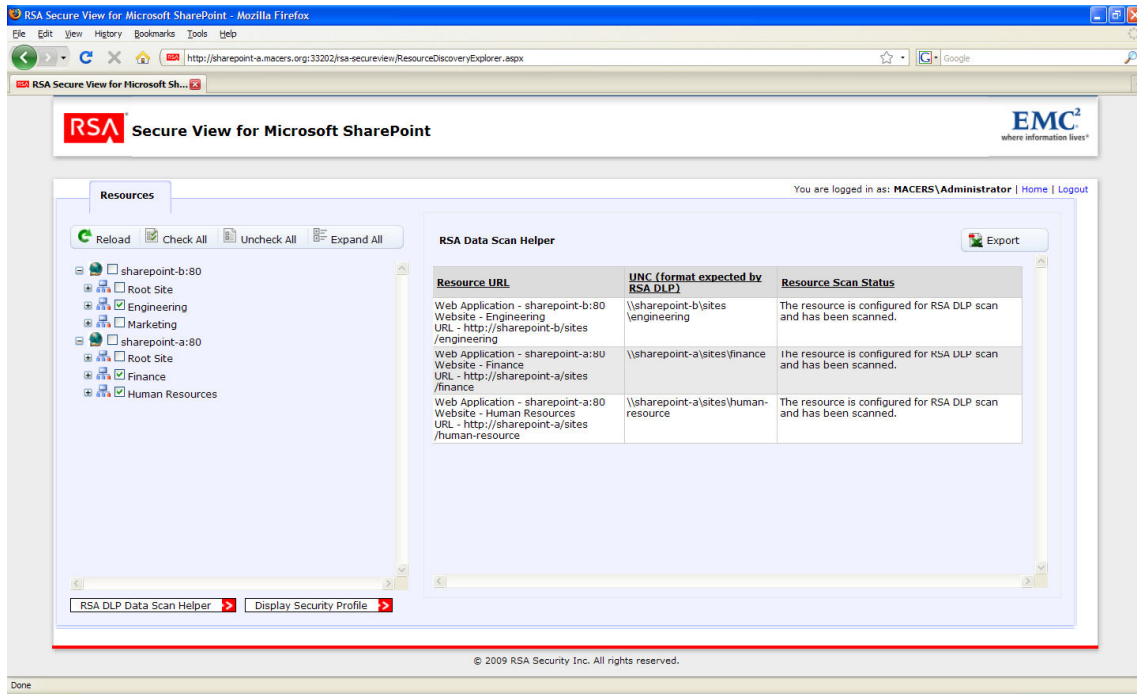 RSA Secure View for Microsoft SharePoint - Mozilla Firefox
File Edit View History Bookmarks Tools Help
http://sharepoint-a.macers.org:33202/rsa-secureview/ResourceDiscoveryExplorer.aspx
G Google
RSA Secure View for Microsoft Sh...
RSA Secure View for Microsoft SharePoint
EMC²
where information lives®
Resources
You are logged in as: MACERS\Administrator | Home | Logout
Reload Check All Uncheck All Expand All
sharepoint-b:80
Root Site
Engineering
Marketing
sharepoint-a:80
Root Site
Finance
Human Resources
RSA DLP Data Scan Helper
Display Security Profile
RSA Data Scan Helper
Export
Resource URL
UNC (format expected by
RSA DLP)
Resource Scan Status
Web Application - sharepoint-b:80
Website - Engineering
URL - http://sharepoint-b/sites
/engineering
\\sharepoint-b\sites
\engineering
The resource is configured for RSA DLP scan
and has been scanned.
Web Application - sharepoint-a:80
Website - Finance
URL - http://sharepoint-a/sites
/finance
\\sharepoint-a\sites\finance
The resource is configured for RSA DLP scan
and has been scanned.
Web Application - sharepoint-a:80
Website - Human Resources
URL - http://sharepoint-a/sites
/human-resource
\\sharepoint-a\sites\human-
resource
The resource is configured for RSA DLP scan
and has been scanned.
© 2009 RSA Security Inc. All rights reserved.
Done